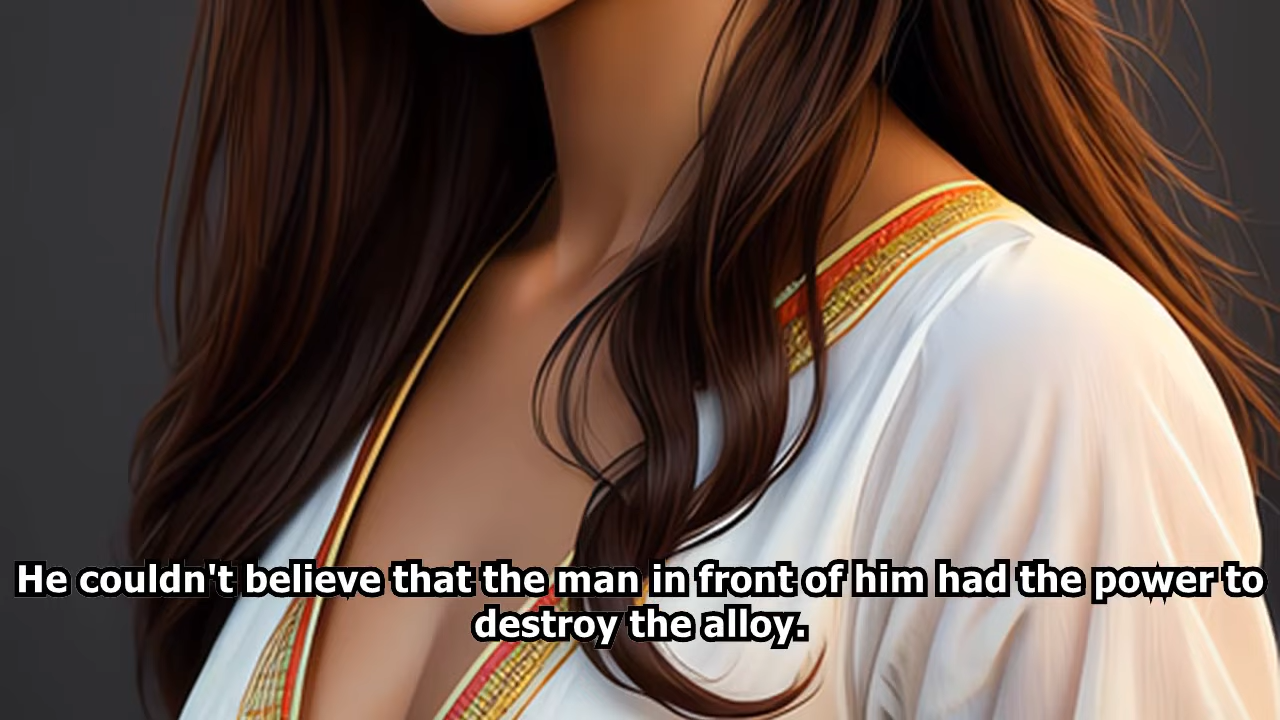 He couldn't believe that the man in front of him had the power to
destroy the alloy.